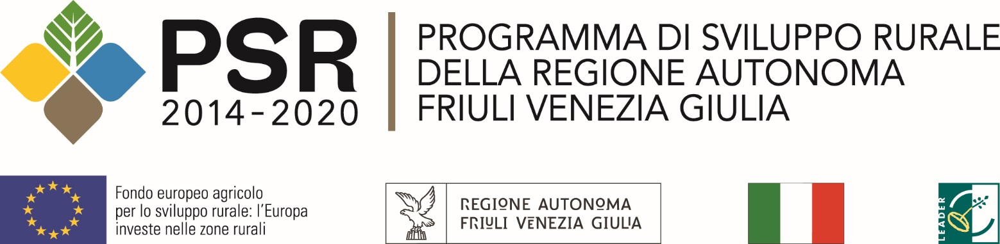 PSR
2014-2020
PROGRAMMA DI SVILUPPO RURALE
DELLA REGIONE AUTONOMA
FRIULI VENEZIA GIULIA
Fondo europeo agricolo
per lo sviluppo rurale: l'Europa
investe nelle zone rurali
REGIONE AUTONOMA
FRIULI VENEZIA GIULIA
LEADER